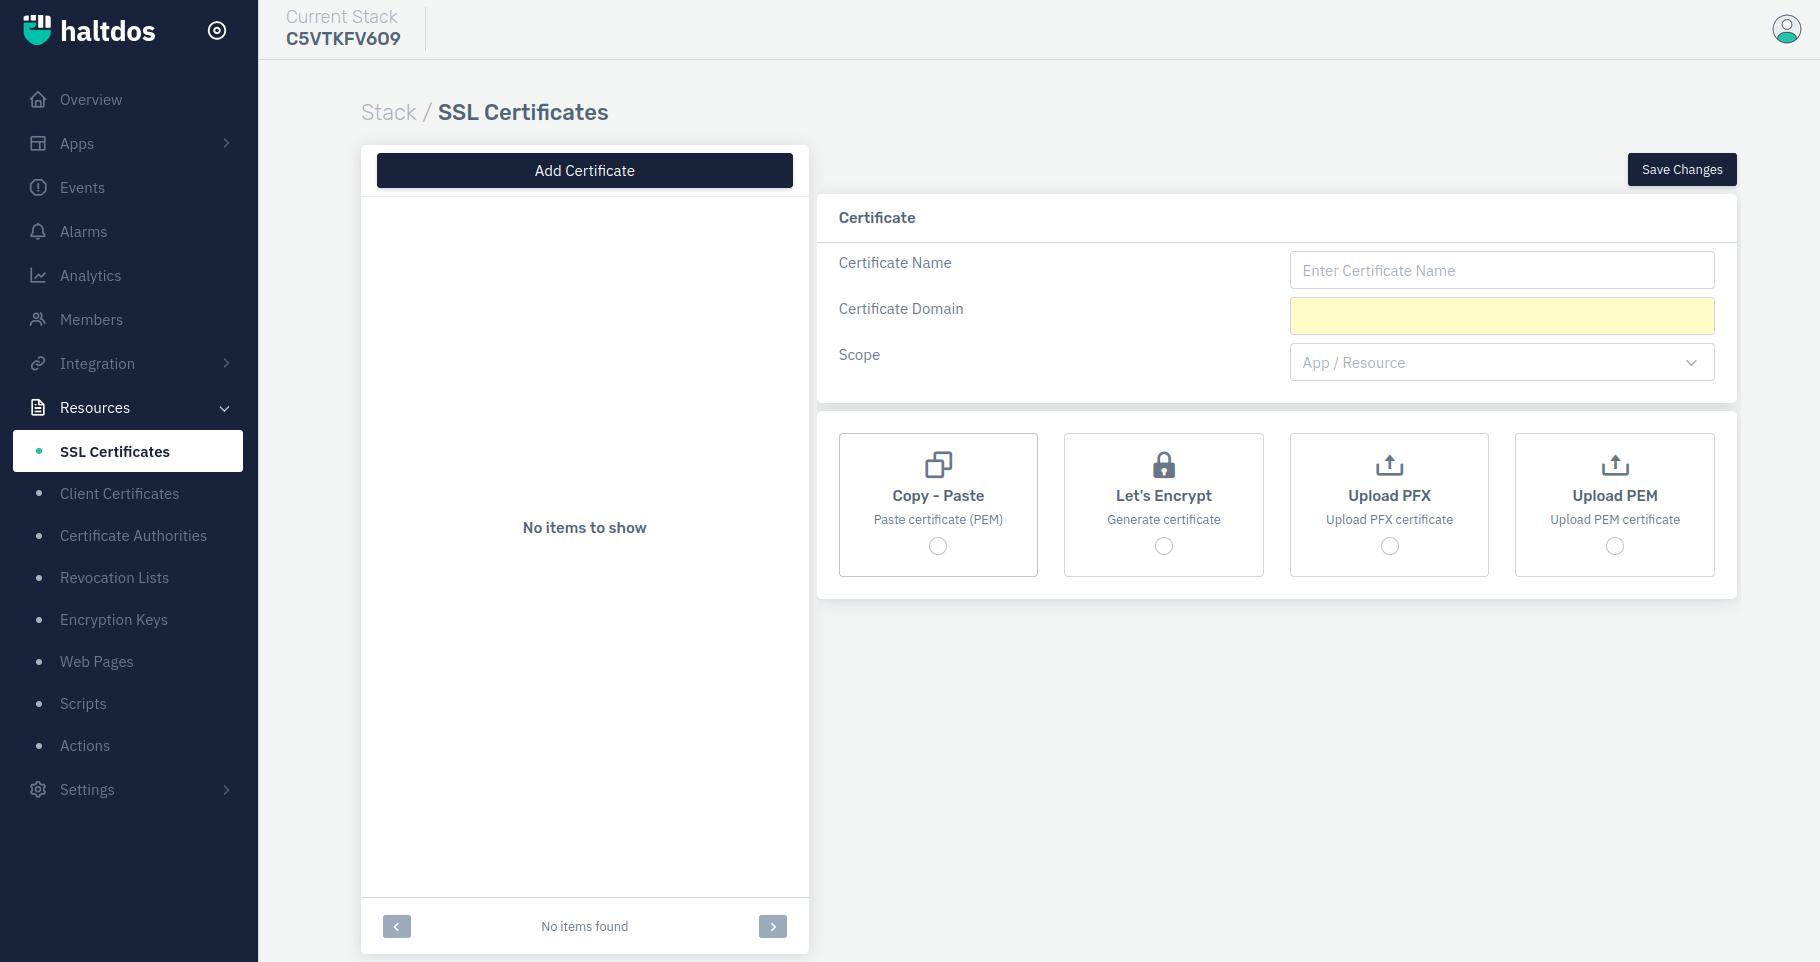 haltdos
Current Stack
C5VTKFV6O9
Overview
Apps
Events
Alarms
Analytics
Members
Integration
Resources
SSL Certificates
Client Certificates
Certificate Authorities
Revocation Lists
Encryption Keys
Web Pages
Scripts
Actions
Settings
Stack / SSL Certificates
Add Certificate
No items to show
No items found
Save Changes
Certificate
Certificate Name
Enter Certificate Name
Certificate Domain
Scope
App / Resource
Copy - Paste
Paste certificate (PEM)
Let's Encrypt
Generate certificate
Upload PFX
Upload PFX certificate
Upload PEM
Upload PEM certificate